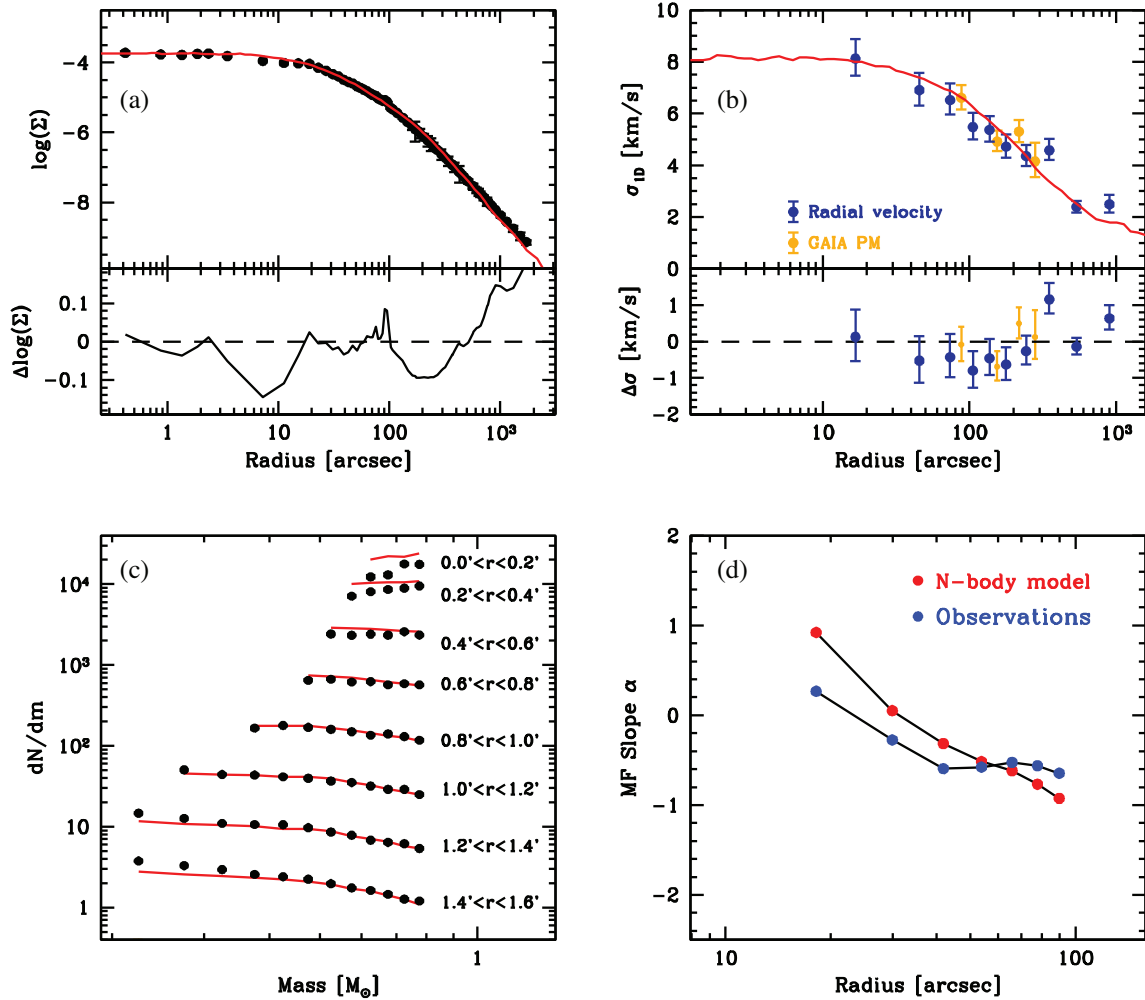 (a)
log(Σ)
−4
−6
−8
Δlog(Σ)
0.1
0
−0.1
1
10
100
10³
Radius [arcsec]
(b)
σ1D [km/s]
10
8
6
4
2
0
Radial velocity
GAIA PM
Δσ [km/s]
1
0
−1
−2
10
100
10³
Radius [arcsec]
(c)
dN/dm
10⁴
10³
10²
10
1
0.0'<r<0.2'
0.2'<r<0.4'
0.4'<r<0.6'
0.6'<r<0.8'
0.8'<r<1.0'
1.0'<r<1.2'
1.2'<r<1.4'
1.4'<r<1.6'
1
Mass [M⊙]
(d)
MF Slope α
2
1
0
−1
−2
N-body model
Observations
10
100
Radius [arcsec]